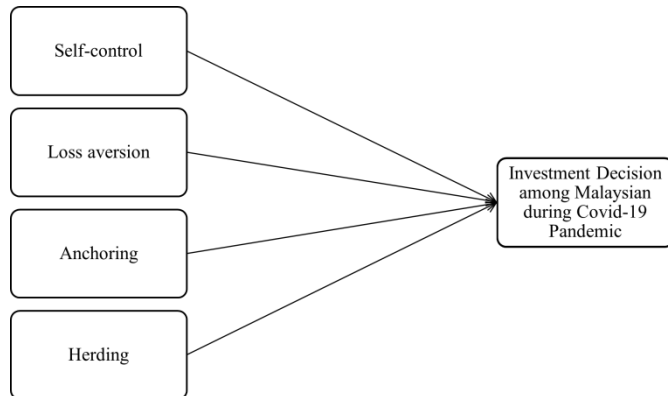 Self-control
Loss aversion
Anchoring
Herding
Investment Decision
among Malaysian
during Covid-19
Pandemic